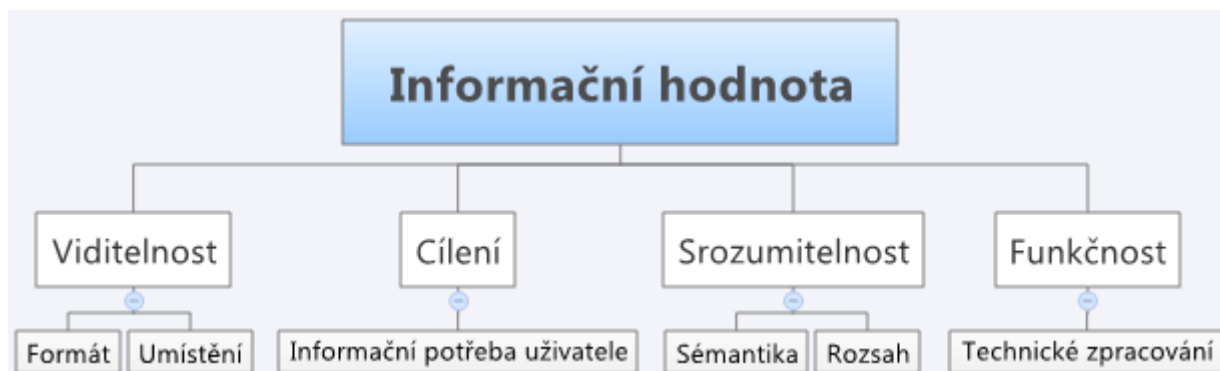 Informační hodnota
Viditelnost
Cílení
Srozumitelnost
Funkčnost
Formát
Umístění
Informační potřeba uživatele
Sémantika
Rozsah
Technické zpracování